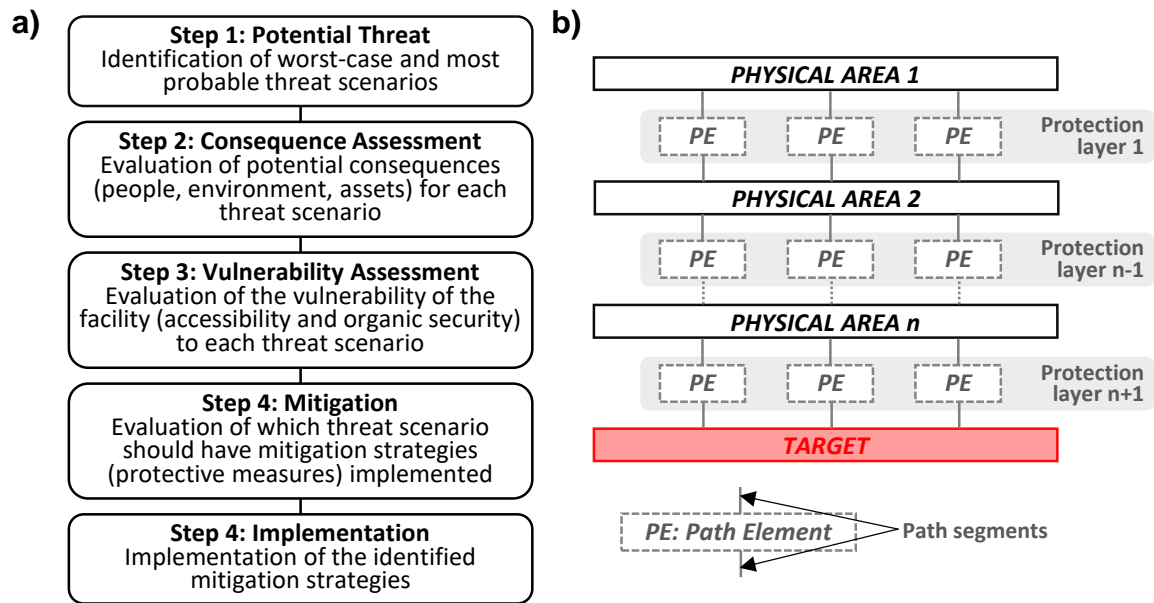 a)
Step 1: Potential Threat
Identification of worst-case and most
probable threat scenarios
Step 2: Consequence Assessment
Evaluation of potential consequences
(people, environment, assets) for each
threat scenario
Step 3: Vulnerability Assessment
Evaluation of the vulnerability of the
facility (accessibility and organic security)
to each threat scenario
Step 4: Mitigation
Evaluation of which threat scenario
should have mitigation strategies
(protective measures) implemented
Step 4: Implementation
Implementation of the identified
mitigation strategies
b)
PHYSICAL AREA 1
PE PE PE
Protection
layer 1
PHYSICAL AREA 2
PE PE PE
Protection
layer n-1
PHYSICAL AREA n
PE PE PE
Protection
layer n+1
TARGET
PE: Path Element
Path segments